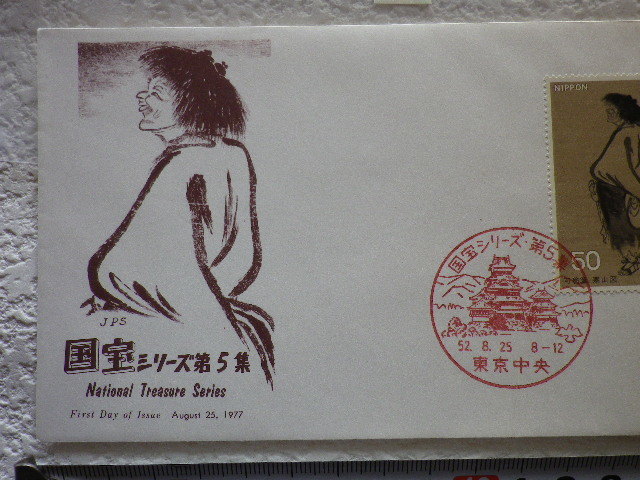 JPS
国宝シリーズ第5集
National Treasure Series
First Day of Issue August 25, 1977
NIPPON
50
国宝シリーズ・第5集
52. 8. 25 8-12
東京中央